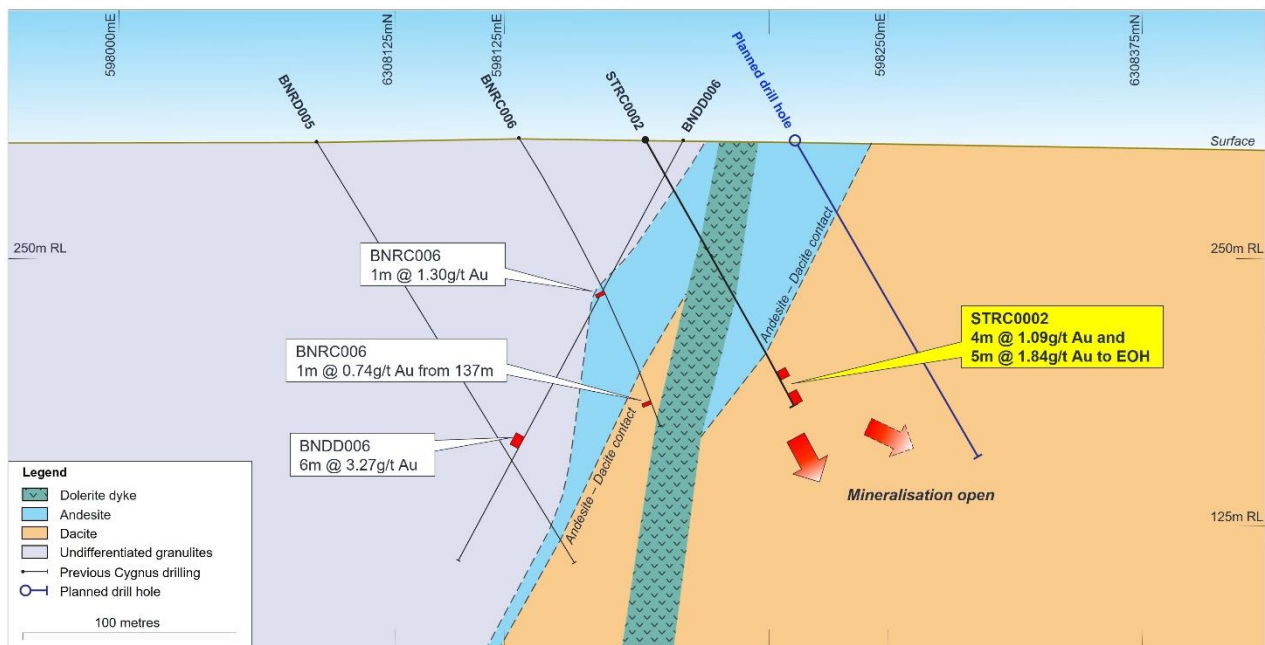 598000mE
6308125mN
598125mE
598250mE
6308375mN
BNRD005
BNRC006
STRC0002
BNDD006
Planned drill hole
Surface
250m RL
250m RL
BNRC006
1m @ 1.30g/t Au
Andesite – Dacite contact
STRC0002
4m @ 1.09g/t Au and
5m @ 1.84g/t Au to EOH
BNRC006
1m @ 0.74g/t Au from 137m
BNDD006
6m @ 3.27g/t Au
Andesite – Dacite contact
Mineralisation open
125m RL
Legend
Dolerite dyke
Andesite
Dacite
Undifferentiated granulites
Previous Cygnus drilling
Planned drill hole
100 metres